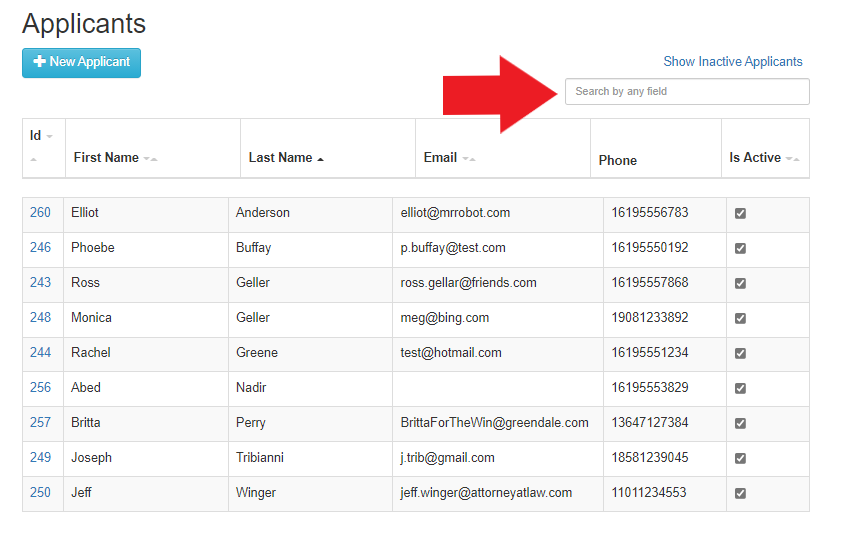 Applicants
New Applicant
Show Inactive Applicants
Search by any field
Id
First Name Last Name Email Phone Is Active
260 Elliot Anderson elliot@mrrobot.com 16195556783
246 Phoebe Buffay p.buffay@test.com 16195550192
243 Ross Geller ross.gellar@friends.com 16195557868
248 Monica Geller meg@bing.com 19081233892
244 Rachel Greene test@hotmail.com 16195551234
256 Abed Nadir 16195553829
257 Britta Perry BrittaForTheWin@greendale.com 13647127384
249 Joseph Tribianni j.trib@gmail.com 18581239045
250 Jeff Winger jeff.winger@attorneyatlaw.com 11011234553